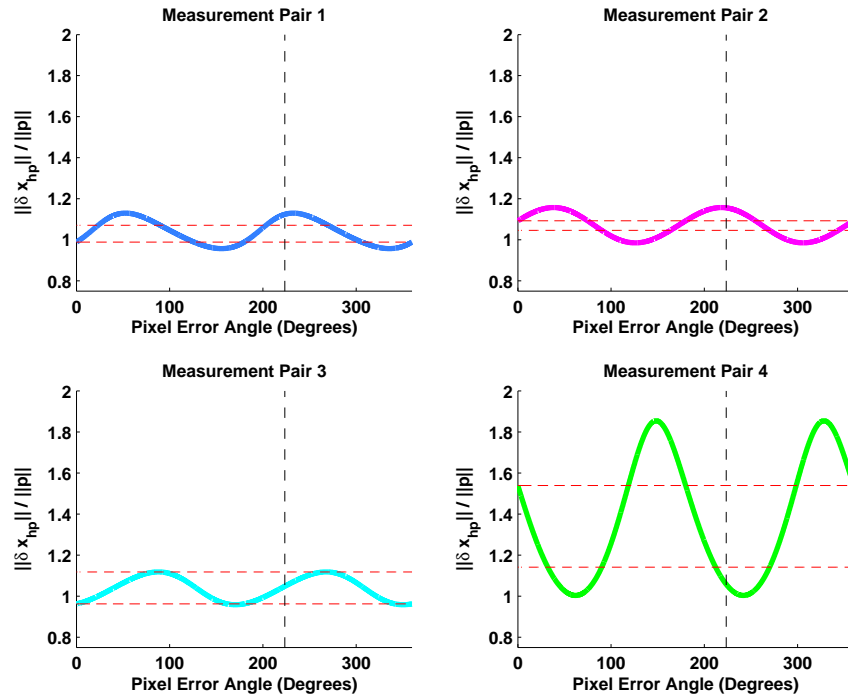 Measurement Pair 1
2
1.8
1.6
1.4
1.2
1
0.8
||δ x_hp|| / ||p||
0 100 200 300
Pixel Error Angle (Degrees)
Measurement Pair 2
2
1.8
1.6
1.4
1.2
1
0.8
||δ x_hp|| / ||p||
0 100 200 300
Pixel Error Angle (Degrees)
Measurement Pair 3
2
1.8
1.6
1.4
1.2
1
0.8
||δ x_hp|| / ||p||
0 100 200 300
Pixel Error Angle (Degrees)
Measurement Pair 4
2
1.8
1.6
1.4
1.2
1
0.8
||δ x_hp|| / ||p||
0 100 200 300
Pixel Error Angle (Degrees)